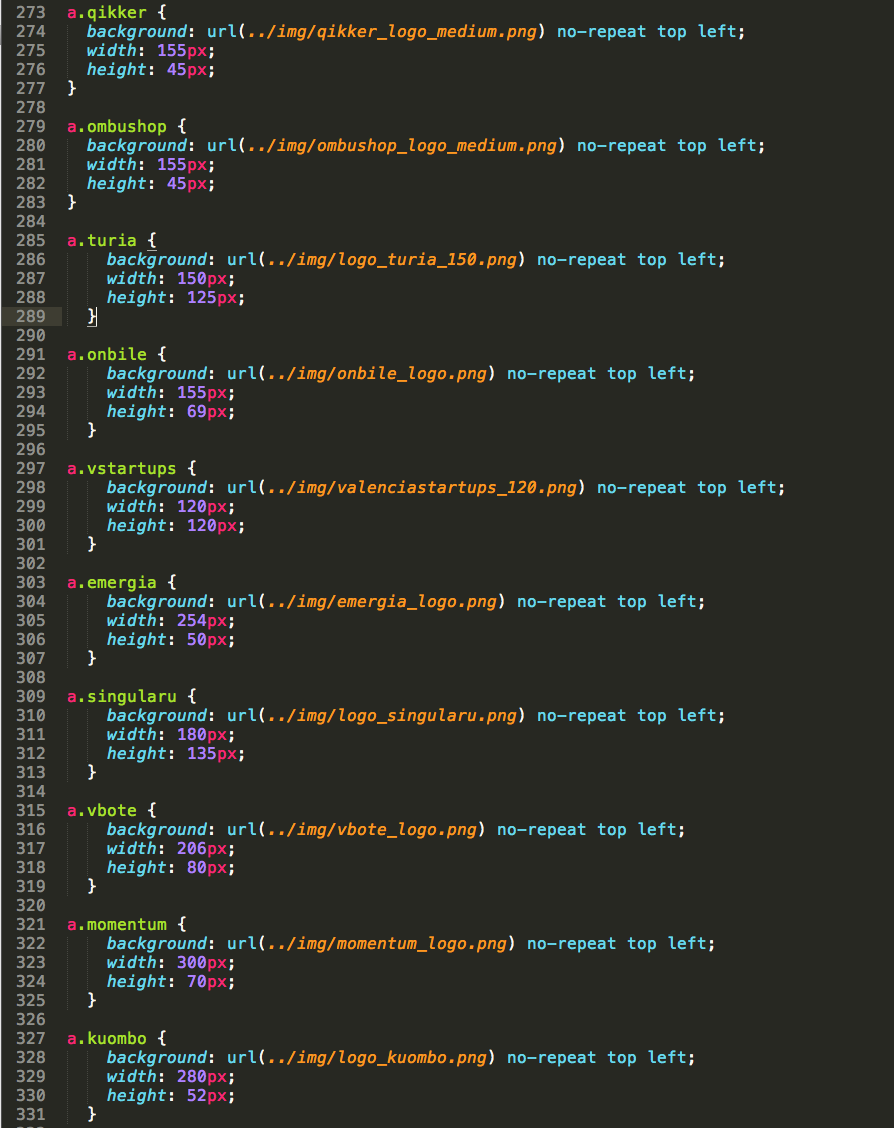 273 a.qikker {
274   background: url(../img/qikker_logo_medium.png) no-repeat top left;
275   width: 155px;
276   height: 45px;
277 }
278
279 a.ombushop {
280   background: url(../img/ombushop_logo_medium.png) no-repeat top left;
281   width: 155px;
282   height: 45px;
283 }
284
285 a.turia {
286     background: url(../img/logo_turia_150.png) no-repeat top left;
287     width: 150px;
288     height: 125px;
289   }
290
291 a.onbile {
292     background: url(../img/onbile_logo.png) no-repeat top left;
293     width: 155px;
294     height: 69px;
295   }
296
297 a.vstartups {
298     background: url(../img/valenciastartups_120.png) no-repeat top left;
299     width: 120px;
300     height: 120px;
301   }
302
303 a.emergia {
304     background: url(../img/emergia_logo.png) no-repeat top left;
305     width: 254px;
306     height: 50px;
307   }
308
309 a.singularu {
310     background: url(../img/logo_singularu.png) no-repeat top left;
311     width: 180px;
312     height: 135px;
313   }
314
315 a.vbote {
316     background: url(../img/vbote_logo.png) no-repeat top left;
317     width: 206px;
318     height: 80px;
319   }
320
321 a.momentum {
322     background: url(../img/momentum_logo.png) no-repeat top left;
323     width: 300px;
324     height: 70px;
325   }
326
327 a.kuombo {
328     background: url(../img/logo_kuombo.png) no-repeat top left;
329     width: 280px;
330     height: 52px;
331   }